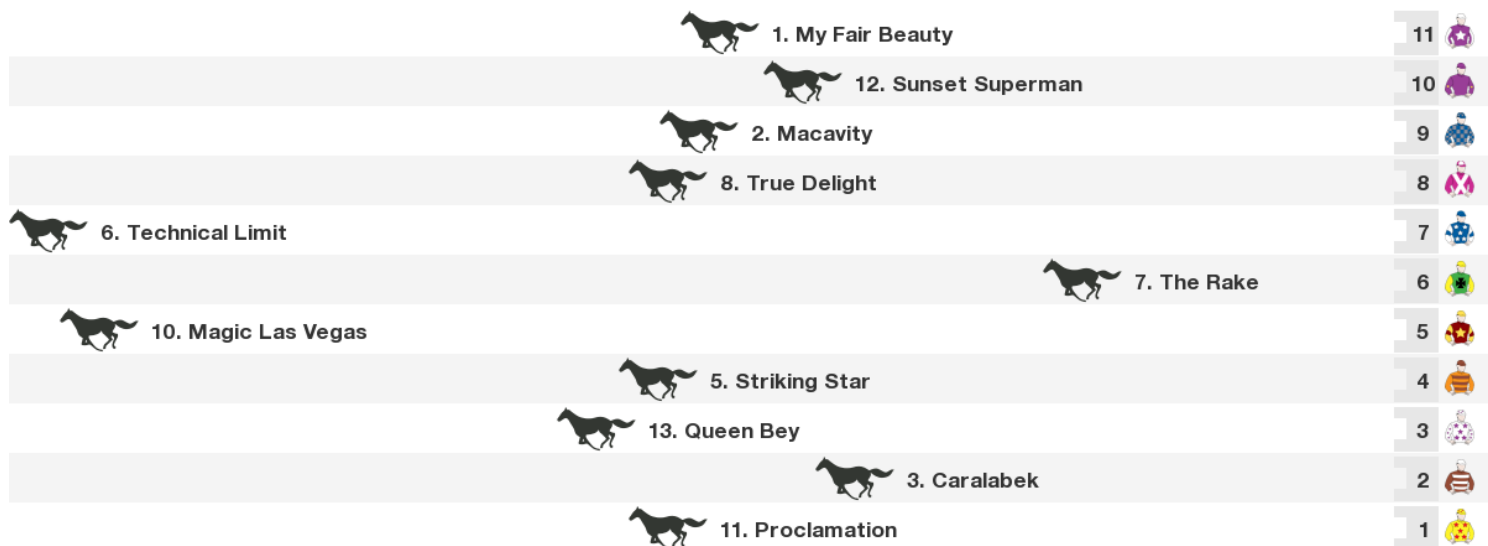 1. My Fair Beauty 11
12. Sunset Superman 10
2. Macavity 9
8. True Delight 8
6. Technical Limit 7
7. The Rake 6
10. Magic Las Vegas 5
5. Striking Star 4
13. Queen Bey 3
3. Caralabek 2
11. Proclamation 1